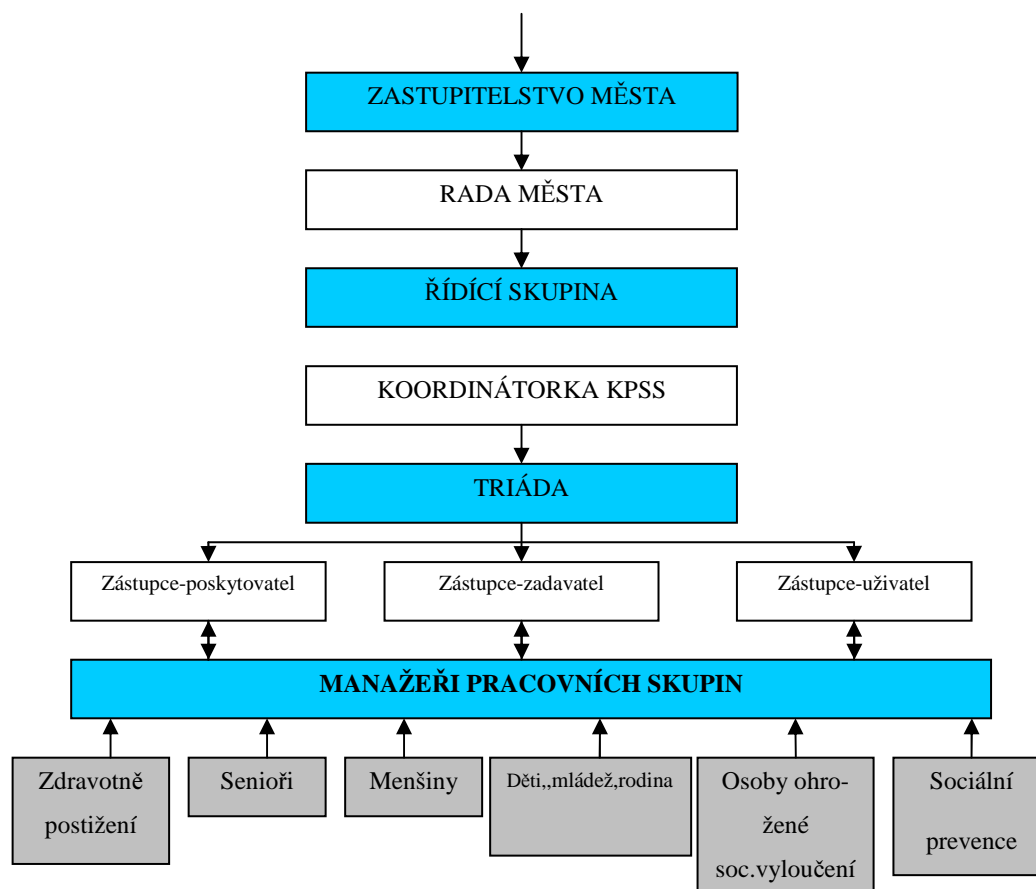 ZASTUPITELSTVO MĚSTA
RADA MĚSTA
ŘÍDÍCÍ SKUPINA
KOORDINÁTORKA KPSS
TRIÁDA
Zástupce-poskytovatel
Zástupce-zadavatel
Zástupce-uživatel
MANAŽEŘI PRACOVNÍCH SKUPIN
Zdravotně
postižení
Senioři
Menšiny
Děti,,mládež,rodina
Osoby ohro-
žené
soc.vyloučení
Sociální
prevence